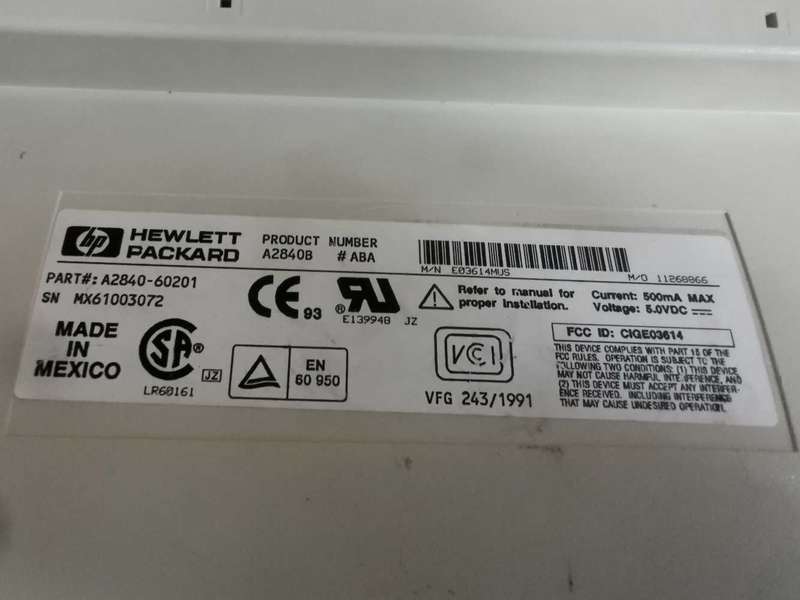 hp HEWLETT PACKARD
PRODUCT NUMBER
A2840B #ABA
M/N E03614MUS
M/O 11268866
PART#: A2840-60201
SN MX61003072
CE 93
E139948 JZ
Refer to manual for
proper installation.
Current: 500mA MAX
Voltage: 5.0VDC
MADE
IN
MEXICO
SA
JZ
LR60161
EN
60 950
VCI
VFG 243/1991
FCC ID: CIGE03614
THIS DEVICE COMPLIES WITH PART 15 OF THE
FCC RULES. OPERATION IS SUBJECT TO THE
FOLLOWING TWO CONDITIONS: (1) THIS DEVICE
MAY NOT CAUSE HARMFUL INTERFERENCE, AND
(2) THIS DEVICE MUST ACCEPT ANY INTERFER-
ENCE RECEIVED, INCLUDING INTERFERENCE
THAT MAY CAUSE UNDESIRED OPERATION.